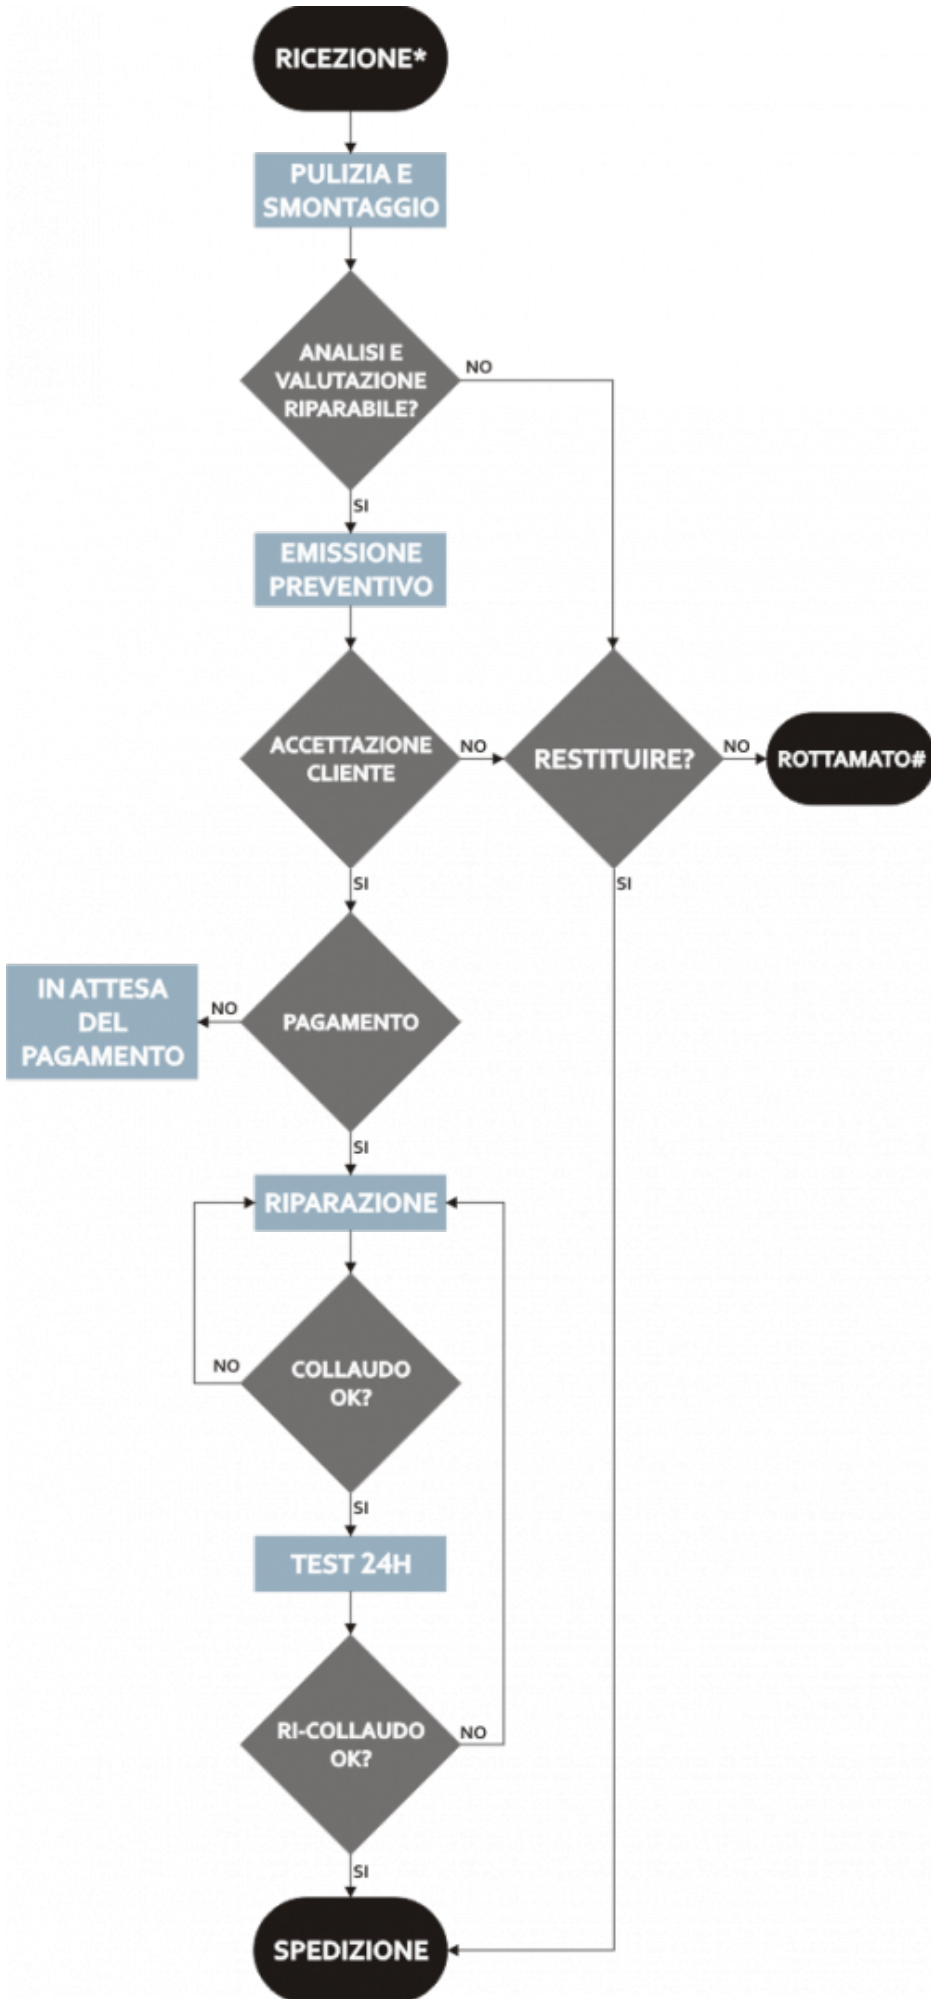 RICEZIONE*
PULIZIA E
SMONTAGGIO
ANALISI E
VALUTAZIONE
RIPARABILE?
NO
SI
EMISSIONE
PREVENTIVO
ACCETTAZIONE
CLIENTE
NO
RESTITUIRE?
NO
ROTTAMATO#
SI
SI
PAGAMENTO
NO
IN ATTESA
DEL
PAGAMENTO
SI
RIPARAZIONE
COLLAUDO
OK?
NO
SI
TEST 24H
RI-COLLAUDO
OK?
NO
SI
SPEDIZIONE